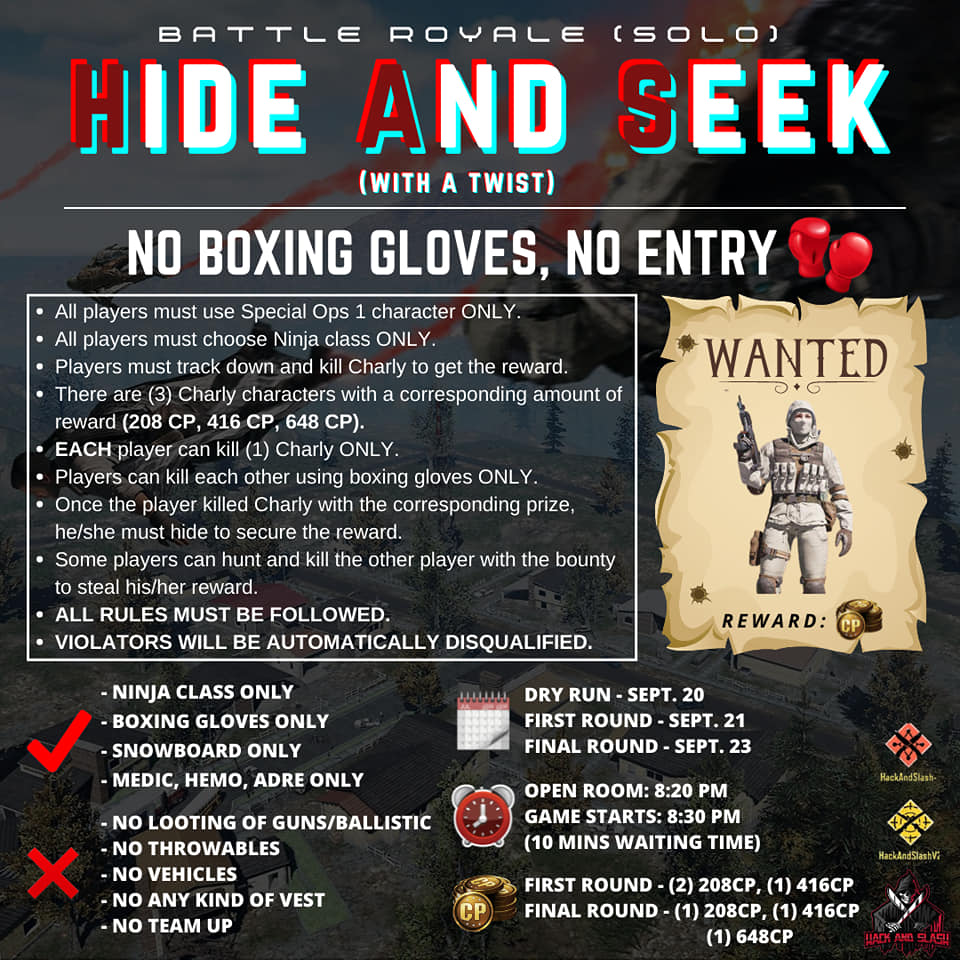 BATTLE ROYALE (SOLO)
HIDE AND SEEK
(WITH A TWIST)
NO BOXING GLOVES, NO ENTRY
• All players must use Special Ops 1 character ONLY.
• All players must choose Ninja class ONLY.
• Players must track down and kill Charly to get the reward.
• There are (3) Charly characters with a corresponding amount of
reward (208 CP, 416 CP, 648 CP).
• EACH player can kill (1) Charly ONLY.
• Players can kill each other using boxing gloves ONLY.
• Once the player killed Charly with the corresponding prize,
he/she must hide to secure the reward.
• Some players can hunt and kill the other player with the bounty
to steal his/her reward.
• ALL RULES MUST BE FOLLOWED.
• VIOLATORS WILL BE AUTOMATICALLY DISQUALIFIED.
WANTED
REWARD:
CP
- NINJA CLASS ONLY
- BOXING GLOVES ONLY
- SNOWBOARD ONLY
- MEDIC, HEMO, ADRE ONLY
- NO LOOTING OF GUNS/BALLISTIC
- NO THROWABLES
- NO VEHICLES
- NO ANY KIND OF VEST
- NO TEAM UP
DRY RUN - SEPT. 20
FIRST ROUND - SEPT. 21
FINAL ROUND - SEPT. 23
OPEN ROOM: 8:20 PM
GAME STARTS: 8:30 PM
(10 MINS WAITING TIME)
CP
FIRST ROUND - (2) 208CP, (1) 416CP
FINAL ROUND - (1) 208CP, (1) 416CP
(1) 648CP
HackAndSlash-
HackAndSlashV2
HACK AND SLASH